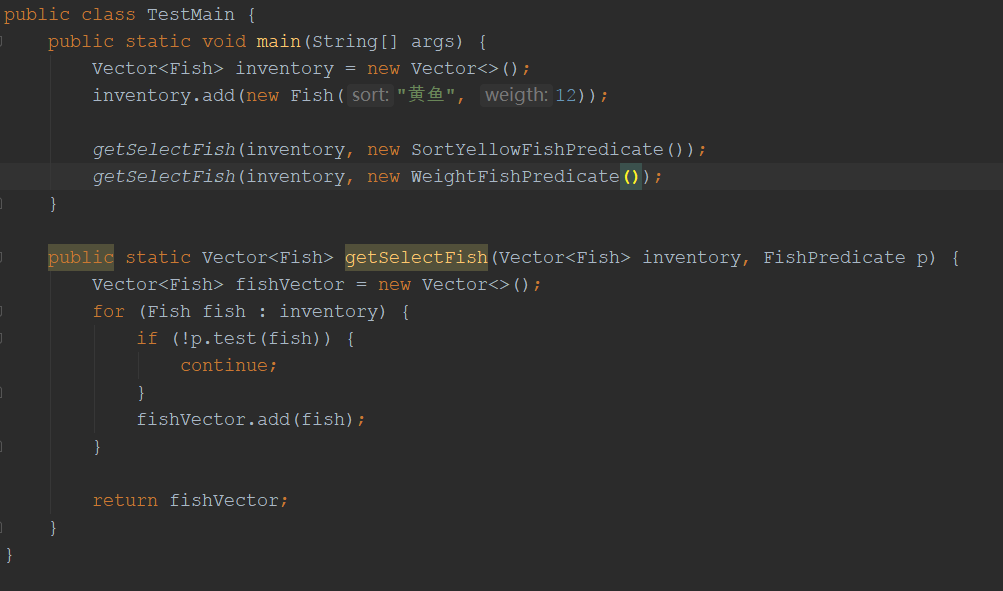 public class TestMain {
public static void main(String[] args) {
Vector<Fish> inventory = new Vector<>();
inventory.add(new Fish( sort: "黄鱼", weigth: 12));
getSelectFish(inventory, new SortYellowFishPredicate());
getSelectFish(inventory, new WeightFishPredicate());
}
public static Vector<Fish> getSelectFish(Vector<Fish> inventory, FishPredicate p) {
Vector<Fish> fishVector = new Vector<>();
for (Fish fish : inventory) {
if (!p.test(fish)) {
continue;
}
fishVector.add(fish);
}
return fishVector;
}
}